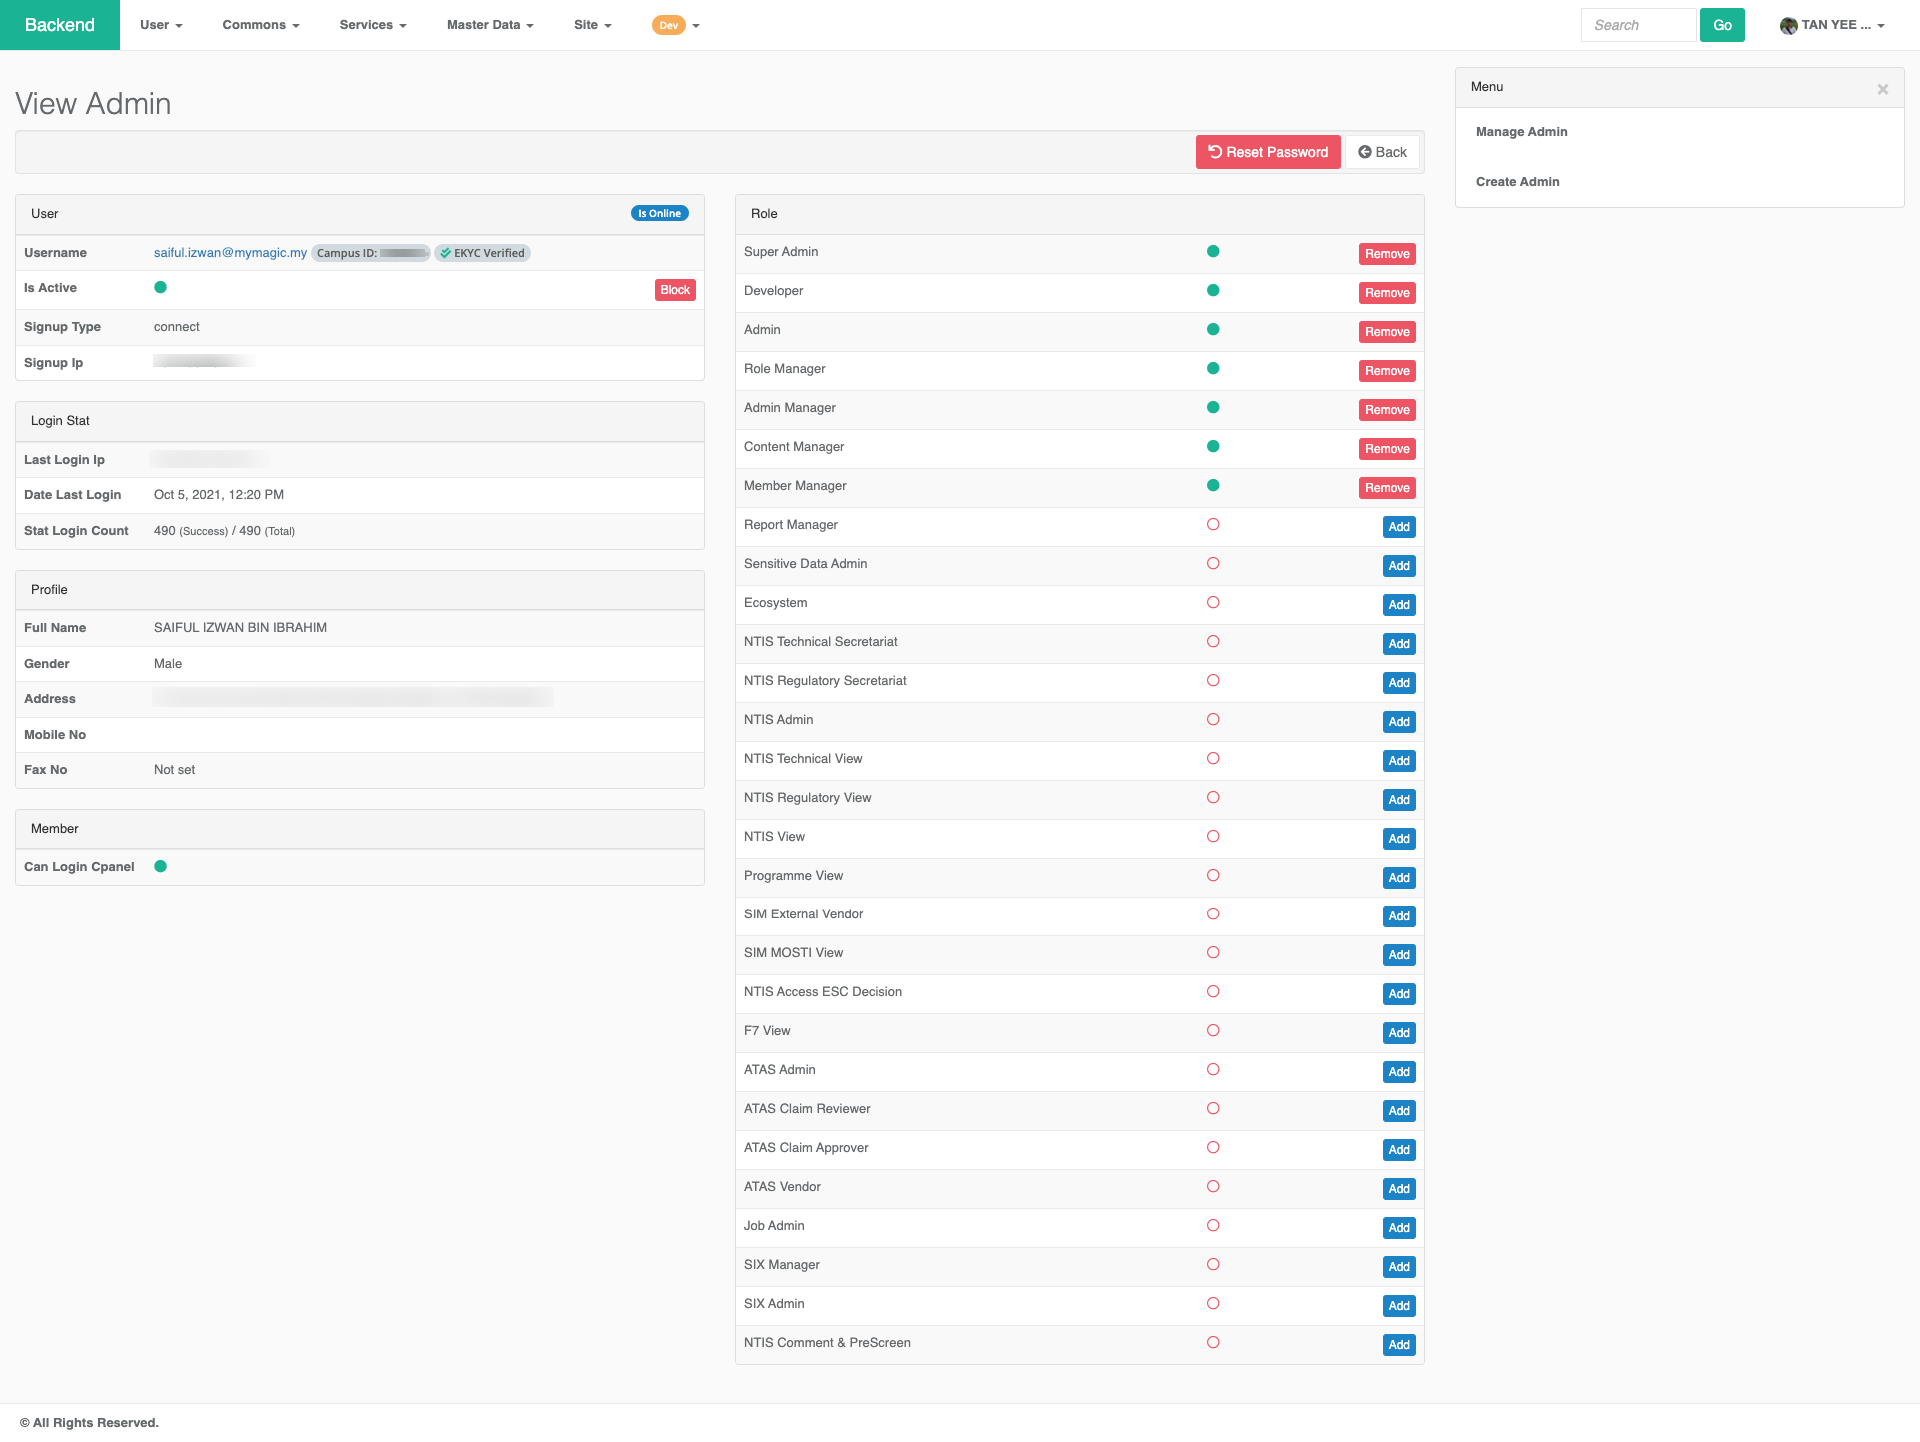 Backend User Commons Services Master Data Site Dev Search Go TAN YEE ...
View Admin
Reset Password Back
Menu ×
Manage Admin
Create Admin
User Is Online
Username saiful.izwan@mymagic.my Campus ID: EKYC Verified
Is Active Block
Signup Type connect
Signup Ip
Login Stat
Last Login Ip
Date Last Login Oct 5, 2021, 12:20 PM
Stat Login Count 490 (Success) / 490 (Total)
Profile
Full Name SAIFUL IZWAN BIN IBRAHIM
Gender Male
Address
Mobile No
Fax No Not set
Member
Can Login Cpanel
Role
Super Admin Remove
Developer Remove
Admin Remove
Role Manager Remove
Admin Manager Remove
Content Manager Remove
Member Manager Remove
Report Manager Add
Sensitive Data Admin Add
Ecosystem Add
NTIS Technical Secretariat Add
NTIS Regulatory Secretariat Add
NTIS Admin Add
NTIS Technical View Add
NTIS Regulatory View Add
NTIS View Add
Programme View Add
SIM External Vendor Add
SIM MOSTI View Add
NTIS Access ESC Decision Add
F7 View Add
ATAS Admin Add
ATAS Claim Reviewer Add
ATAS Claim Approver Add
ATAS Vendor Add
Job Admin Add
SIX Manager Add
SIX Admin Add
NTIS Comment & PreScreen Add
© All Rights Reserved.